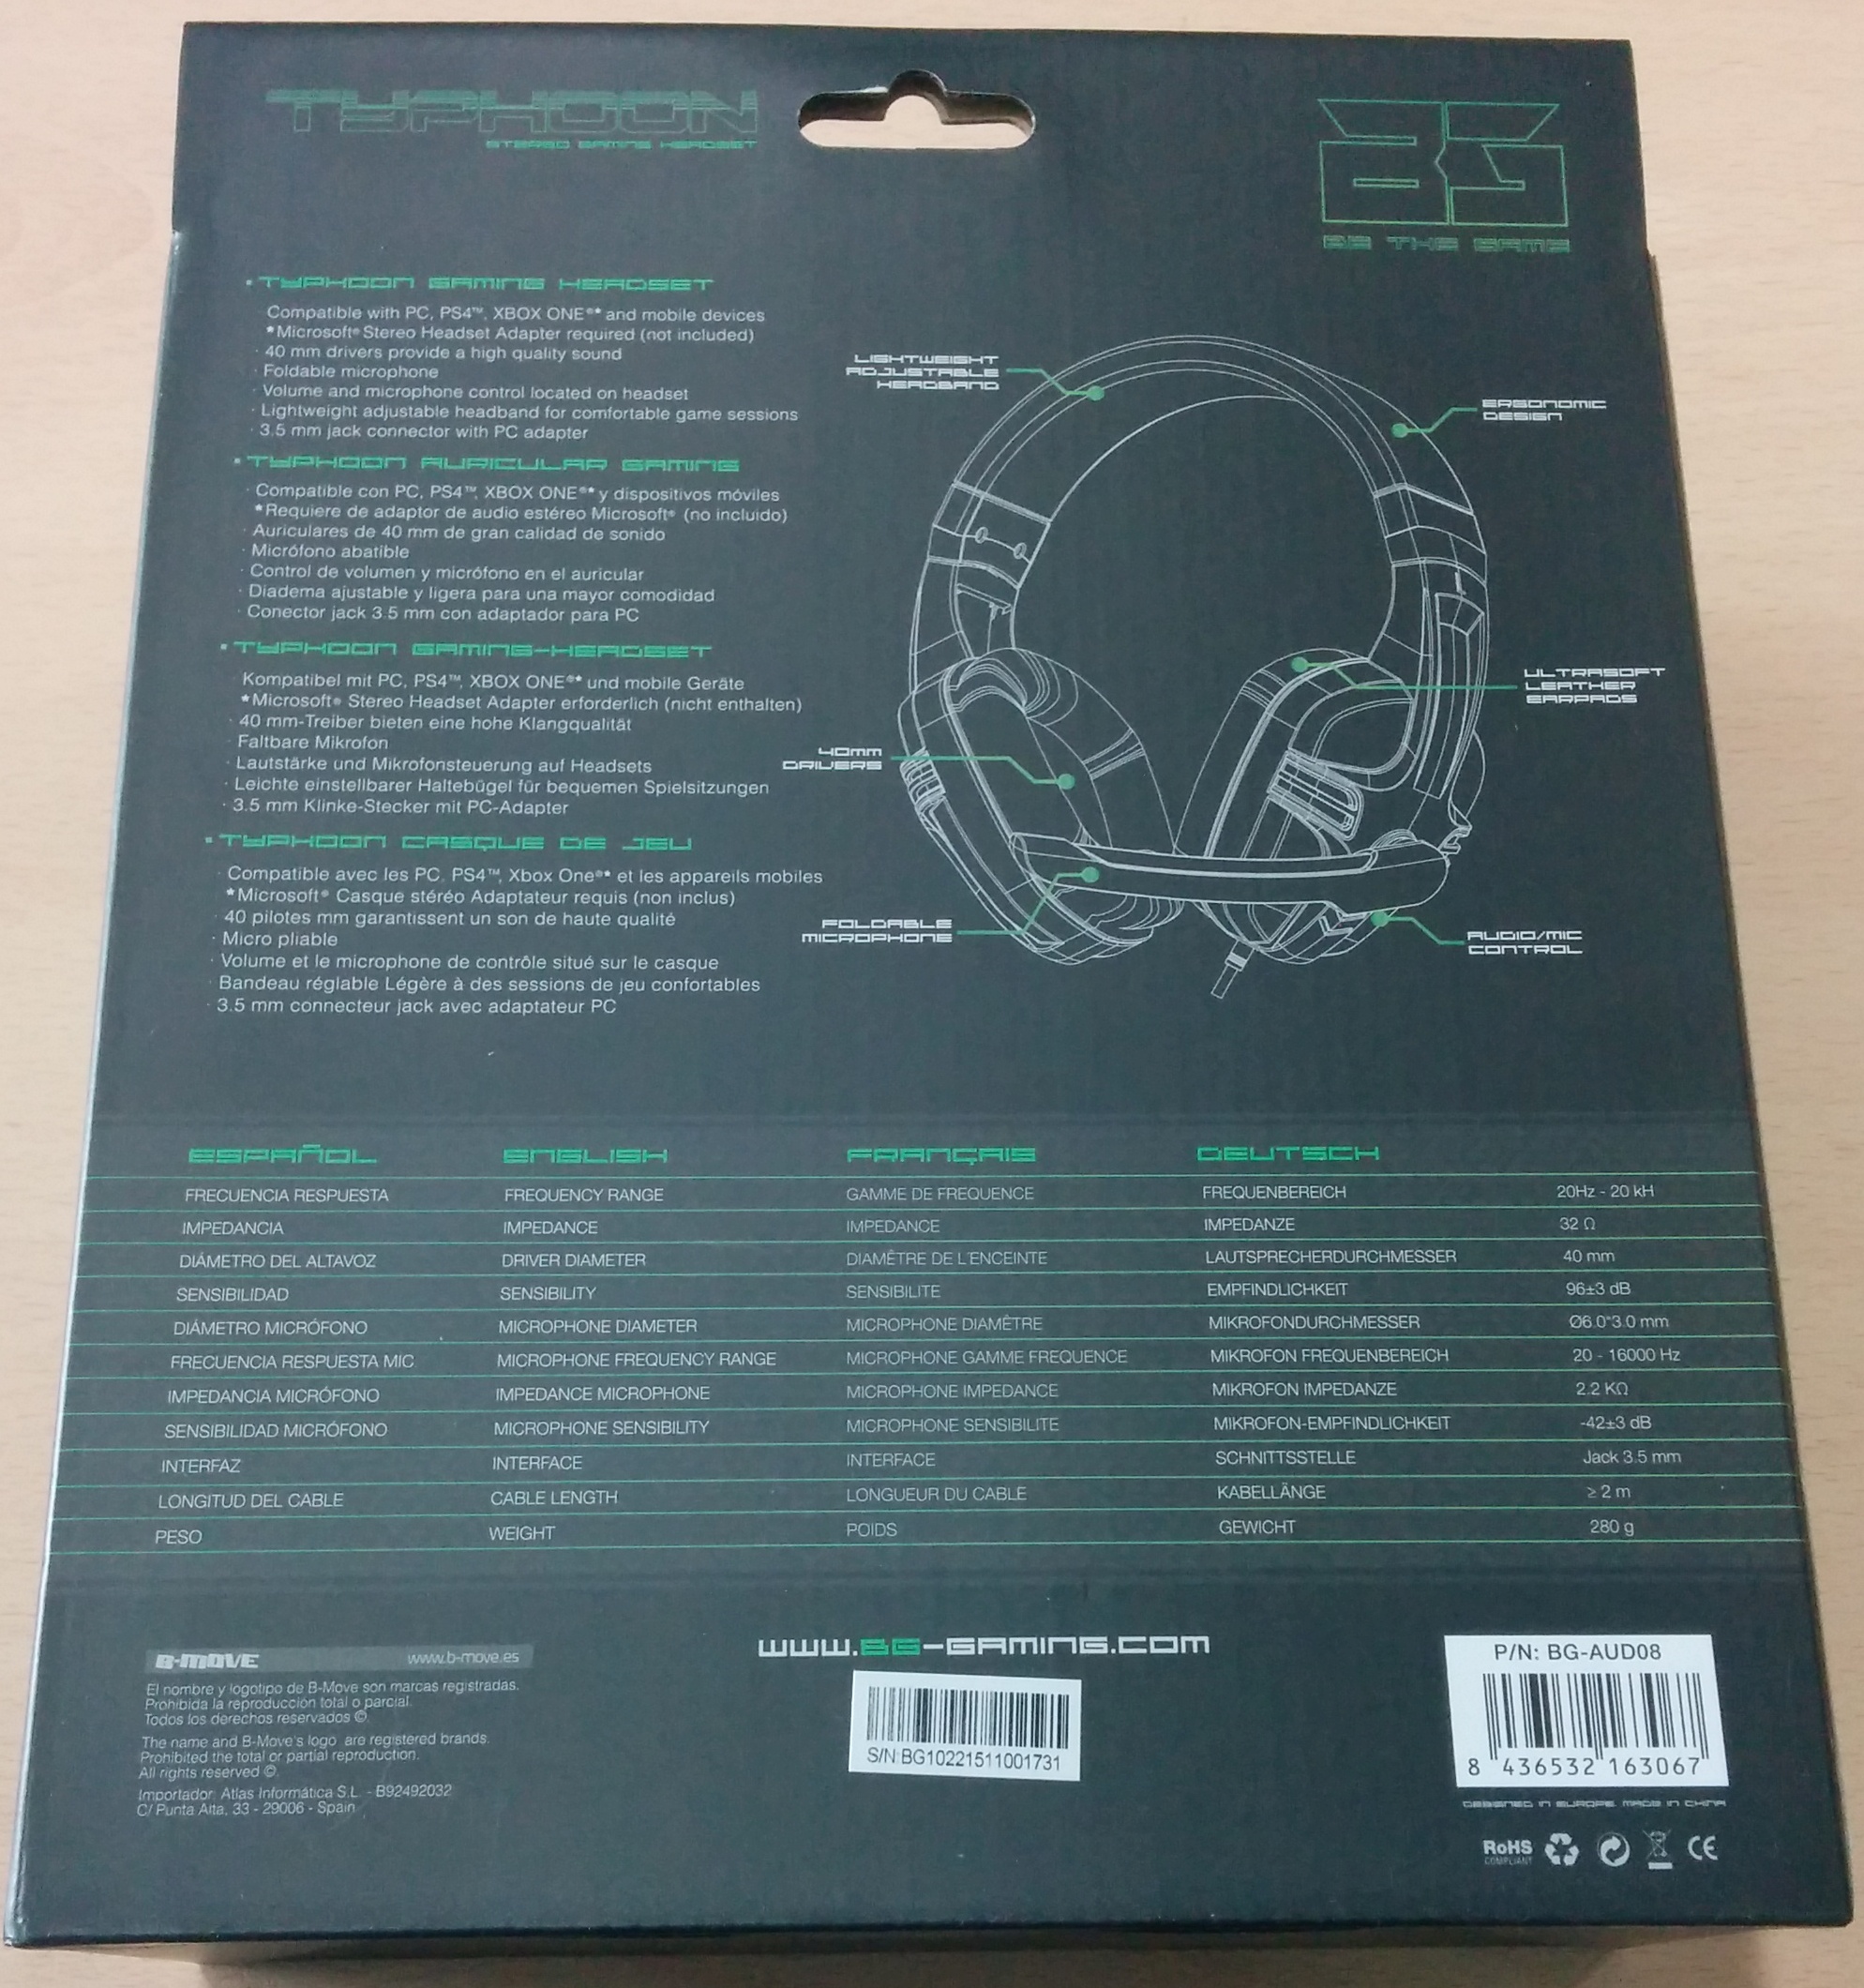 TYPHOON
STEREO GAMING HEADSET
BG
BE THE GAME
· TYPHOON GAMING HEADSET
Compatible with PC, PS4™, XBOX ONE®* and mobile devices
*Microsoft® Stereo Headset Adapter required (not included)
· 40 mm drivers provide a high quality sound
· Foldable microphone
· Volume and microphone control located on headset
· Lightweight adjustable headband for comfortable game sessions
· 3.5 mm jack connector with PC adapter
· TYPHOON AURICULAR GAMING
· Compatible con PC, PS4™, XBOX ONE®* y dispositivos móviles
*Requiere de adaptor de audio estéreo Microsoft® (no incluido)
· Auriculares de 40 mm de gran calidad de sonido
· Micrófono abatible
· Control de volumen y micrófono en el auricular
· Diadema ajustable y ligera para una mayor comodidad
· Conector jack 3.5 mm con adaptador para PC
· TYPHOON GAMING-HEADSET
Kompatibel mit PC, PS4™, XBOX ONE®* und mobile Geräte
*Microsoft® Stereo Headset Adapter erforderlich (nicht enthalten)
· 40 mm-Treiber bieten eine hohe Klangqualität
· Faltbare Mikrofon
· Lautstärke und Mikrofonsteuerung auf Headsets
· Leichte einstellbarer Haltebügel für bequemen Spielsitzungen
· 3.5 mm Klinke-Stecker mit PC-Adapter
· TYPHOON CASQUE DE JEU
· Compatible avec les PC, PS4™, Xbox One®* et les appareils mobiles
*Microsoft® Casque stéréo Adaptateur requis (non inclus)
· 40 pilotes mm garantissent un son de haute qualité
· Micro pliable
· Volume et le microphone de contrôle situé sur le casque
· Bandeau réglable Légère à des sessions de jeu confortables
· 3.5 mm connecteur jack avec adaptateur PC
LIGHTWEIGHT
ADJUSTABLE
HEADBAND
ERGONOMIC
DESIGN
ULTRASOFT
LEATHER
EARPADS
40MM
DRIVERS
FOLDABLE
MICROPHONE
AUDIO/MIC
CONTROL
ESPAÑOL ENGLISH FRANÇAIS DEUTSCH
FRECUENCIA RESPUESTA FREQUENCY RANGE GAMME DE FREQUENCE FREQUENBEREICH 20Hz - 20 kH
IMPEDANCIA IMPEDANCE IMPEDANCE IMPEDANZE 32 Ω
DIÁMETRO DEL ALTAVOZ DRIVER DIAMETER DIAMÈTRE DE L'ENCEINTE LAUTSPRECHERDURCHMESSER 40 mm
SENSIBILIDAD SENSIBILITY SENSIBILITE EMPFINDLICHKEIT 96±3 dB
DIÁMETRO MICRÓFONO MICROPHONE DIAMETER MICROPHONE DIAMÈTRE MIKROFONDURCHMESSER Ø6.0*3.0 mm
FRECUENCIA RESPUESTA MIC MICROPHONE FREQUENCY RANGE MICROPHONE GAMME FREQUENCE MIKROFON FREQUENBEREICH 20 - 16000 Hz
IMPEDANCIA MICRÓFONO IMPEDANCE MICROPHONE MICROPHONE IMPEDANCE MIKROFON IMPEDANZE 2.2 KΩ
SENSIBILIDAD MICRÓFONO MICROPHONE SENSIBILITY MICROPHONE SENSIBILITE MIKROFON-EMPFINDLICHKEIT -42±3 dB
INTERFAZ INTERFACE INTERFACE SCHNITTSSTELLE Jack 3.5 mm
LONGITUD DEL CABLE CABLE LENGTH LONGUEUR DU CABLE KABELLÄNGE ≥ 2 m
PESO WEIGHT POIDS GEWICHT 280 g
B-MOVE www.b-move.es
El nombre y logotipo de B-Move son marcas registradas.
Prohibida la reproducción total o parcial.
Todos los derechos reservados ©.
The name and B-Move's logo are registered brands.
Prohibited the total or partial reproduction.
All rights reserved ©.
Importador: Atlas Informática S.L. - B92492032
C/ Punta Alta, 33 - 29006 - Spain
WWW.BG-GAMING.COM
S/N:BG10221511001731
P/N: BG-AUD08
8 436532 163067
DESIGNED IN EUROPE MADE IN CHINA
RoHS
COMPLIANT
CE